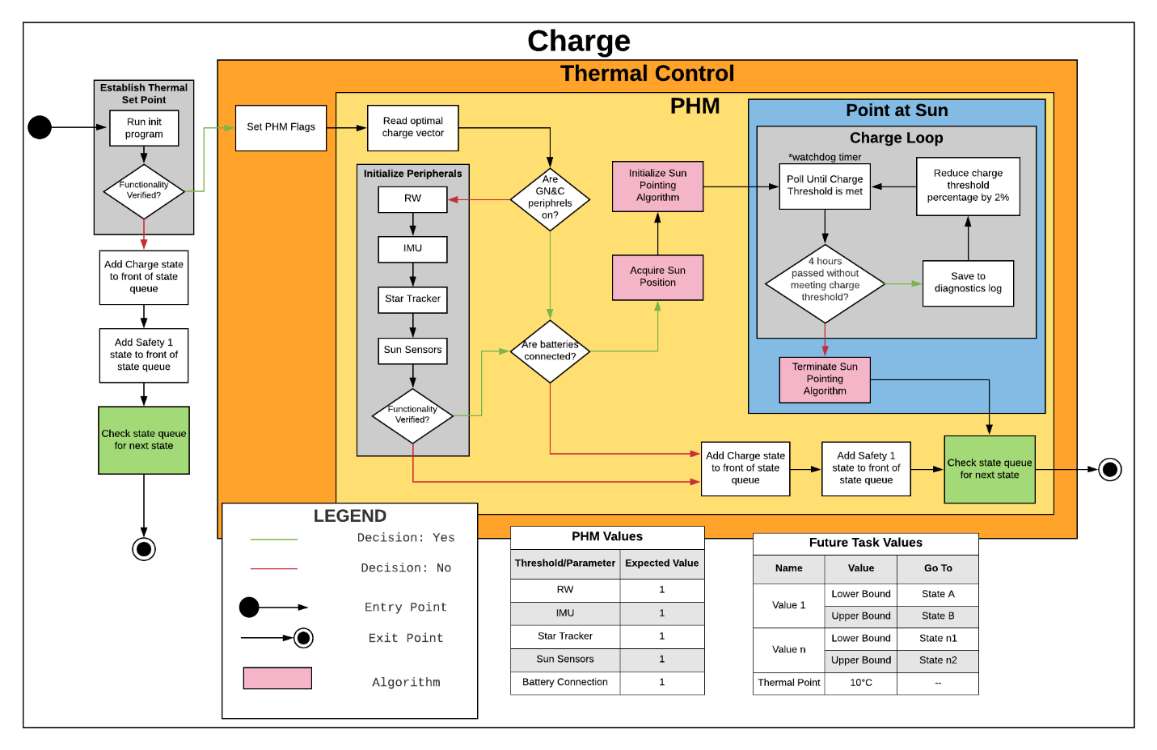 Charge
Thermal Control
PHM
Point at Sun
Charge Loop
Establish Thermal
Set Point
Run init
program
Functionality
Verified?
Add Charge state
to front of state
queue
Add Safety 1
state to front of
state queue
Check state queue
for next state
Set PHM Flags
Read optimal
charge vector
Initialize Peripherals
RW
IMU
Star Tracker
Sun Sensors
Functionality
Verified?
Are
GN&C
periphrels
on?
Are batteries
connected?
Initialize Sun
Pointing
Algorithm
Acquire Sun
Position
*watchdog timer
Poll Until Charge
Threshold is met
Reduce charge
threshold
percentage by 2%
4 hours
passed without
meeting charge
threshold?
Save to
diagnostics log
Terminate Sun
Pointing
Algorithm
Add Charge state
to front of state
queue
Add Safety 1
state to front of
state queue
Check state queue
for next state
LEGEND
Decision: Yes
Decision: No
Entry Point
Exit Point
Algorithm
PHM Values
Threshold/Parameter Expected Value
RW 1
IMU 1
Star Tracker 1
Sun Sensors 1
Battery Connection 1
Future Task Values
Name Value Go To
Value 1 Lower Bound State A
Upper Bound State B
Value n Lower Bound State n1
Upper Bound State n2
Thermal Point 10°C --